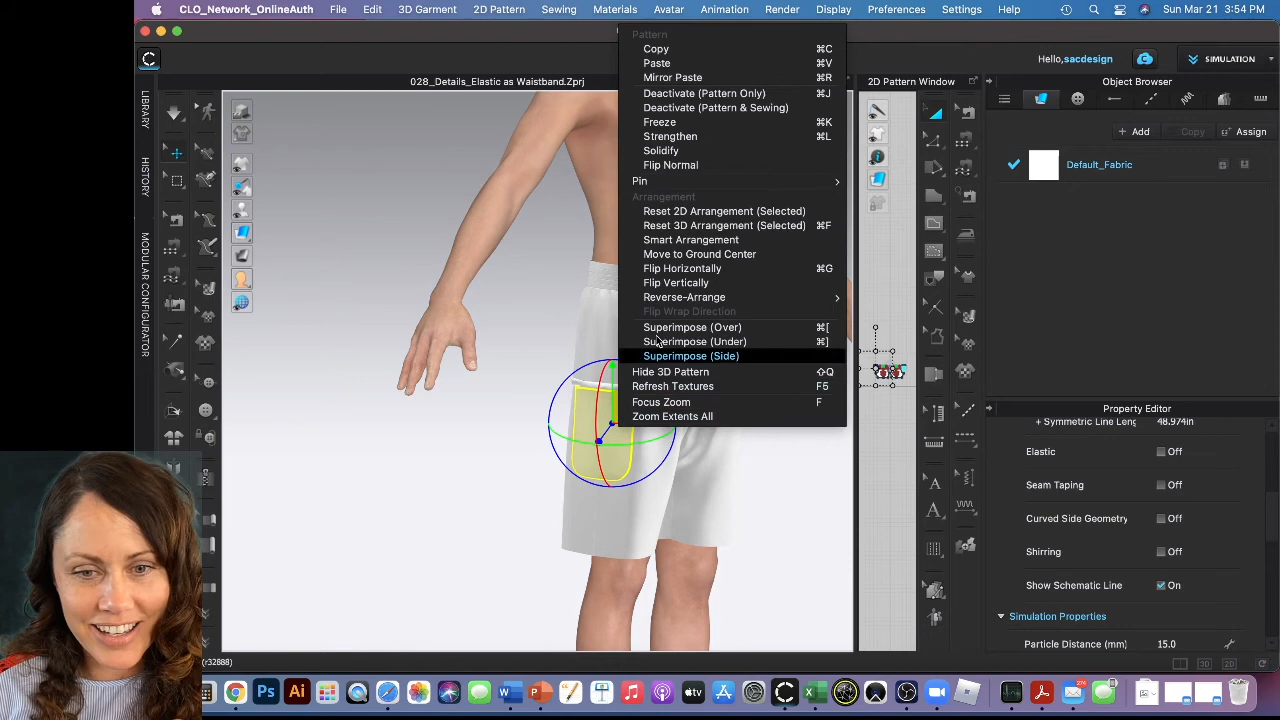 CLO_Network_OnlineAuth File Edit 3D Garment 2D Pattern Sewing Materials Avatar Animation Render Display Preferences Settings Help Sun Mar 21 3:54 PM
Hello, sacdesign SIMULATION
028_Details_Elastic as Waistband.Zprj 2D Pattern Window Object Browser
LIBRARY
HISTORY
MODULAR CONFIGURATOR
Pattern
Copy ⌘C
Paste ⌘V
Mirror Paste ⌘R
Deactivate (Pattern Only) ⌘J
Deactivate (Pattern & Sewing)
Freeze ⌘K
Strengthen ⌘L
Solidify
Flip Normal
Pin
Arrangement
Reset 2D Arrangement (Selected)
Reset 3D Arrangement (Selected) ⌘F
Smart Arrangement
Move to Ground Center
Flip Horizontally ⌘G
Flip Vertically
Reverse-Arrange
Flip Wrap Direction
Superimpose (Over) ⌘[
Superimpose (Under) ⌘]
Superimpose (Side)
Hide 3D Pattern ⇧Q
Refresh Textures F5
Focus Zoom F
Zoom Extents All
+ Add Copy Assign
Default_Fabric
Property Editor
+ Symmetric Line Leng 48.974in
Elastic Off
Seam Taping Off
Curved Side Geometry Off
Shirring Off
Show Schematic Line On
Simulation Properties
Particle Distance (mm) 15.0
(r32888) 3D 2D
Ps Ai tv 274